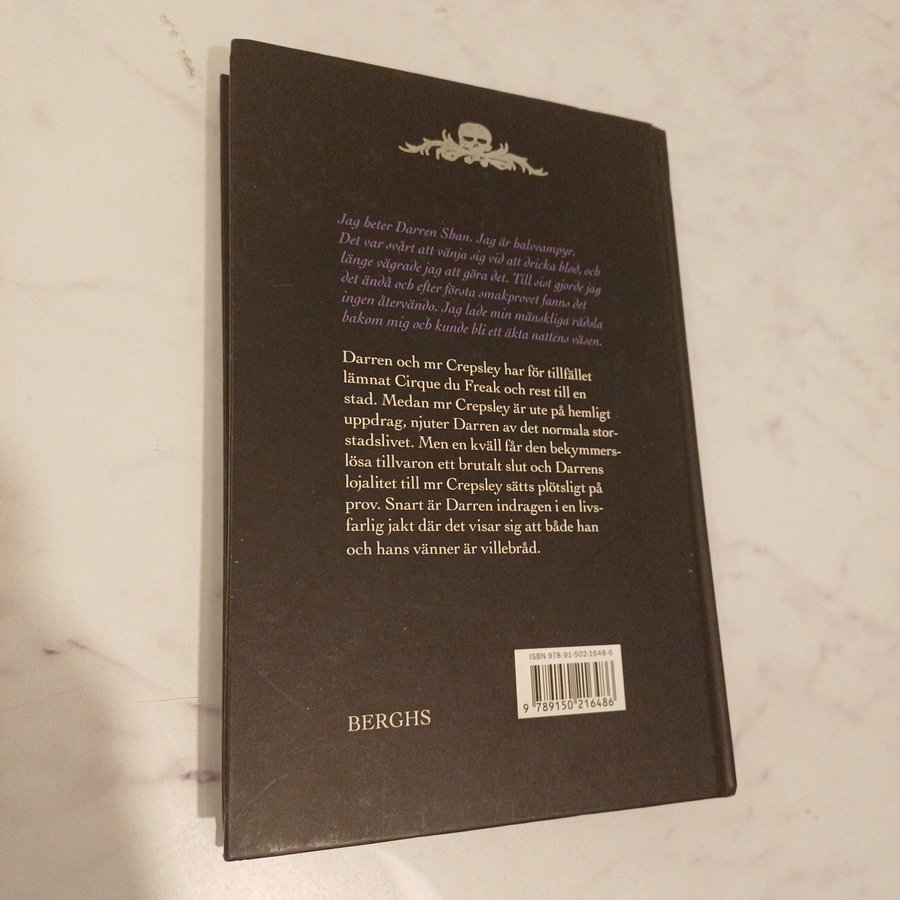 Jag heter Darren Shan. Jag är halvvampyr.
Det var svårt att vänja sig vid att dricka blod, och
länge vägrade jag att göra det. Till sist gjorde jag
det ändå och efter första smakprovet fanns det
ingen återvändo. Jag lade min mänskliga rädsla
bakom mig och kunde bli ett äkta nattens väsen.
Darren och mr Crepsley har för tillfället
lämnat Cirque du Freak och rest till en
stad. Medan mr Crepsley är ute på hemligt
uppdrag, njuter Darren av det normala stor-
stadslivet. Men en kväll får den bekymmers-
lösa tillvaron ett brutalt slut och Darrens
lojalitet till mr Crepsley sätts plötsligt på
prov. Snart är Darren indragen i en livs-
farlig jakt där det visar sig att både han
och hans vänner är villebråd.
ISBN 978-91-502-1648-6
9 789150 216486
BERGHS